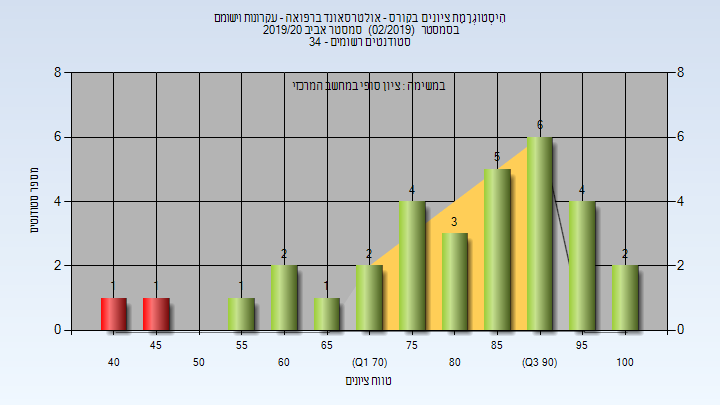 היסטוגרמת ציונים בקורס - אולטרסאונד ברפואה - עקרונות וישומם
בסמסטר (02/2019) סמסטר אביב 2019/20
סטודנטים רשומים - 34
במשימה : ציון סופי במחשב המרכזי
מספר סטודנטים
8 8
6 6
4 4
2 2
0 0
1 1 1 2 1 2 4 3 5 6 4 2
45 55 65 75 85 95
40 50 60 (Q1 70) 80 (Q3 90) 100
טווח ציונים